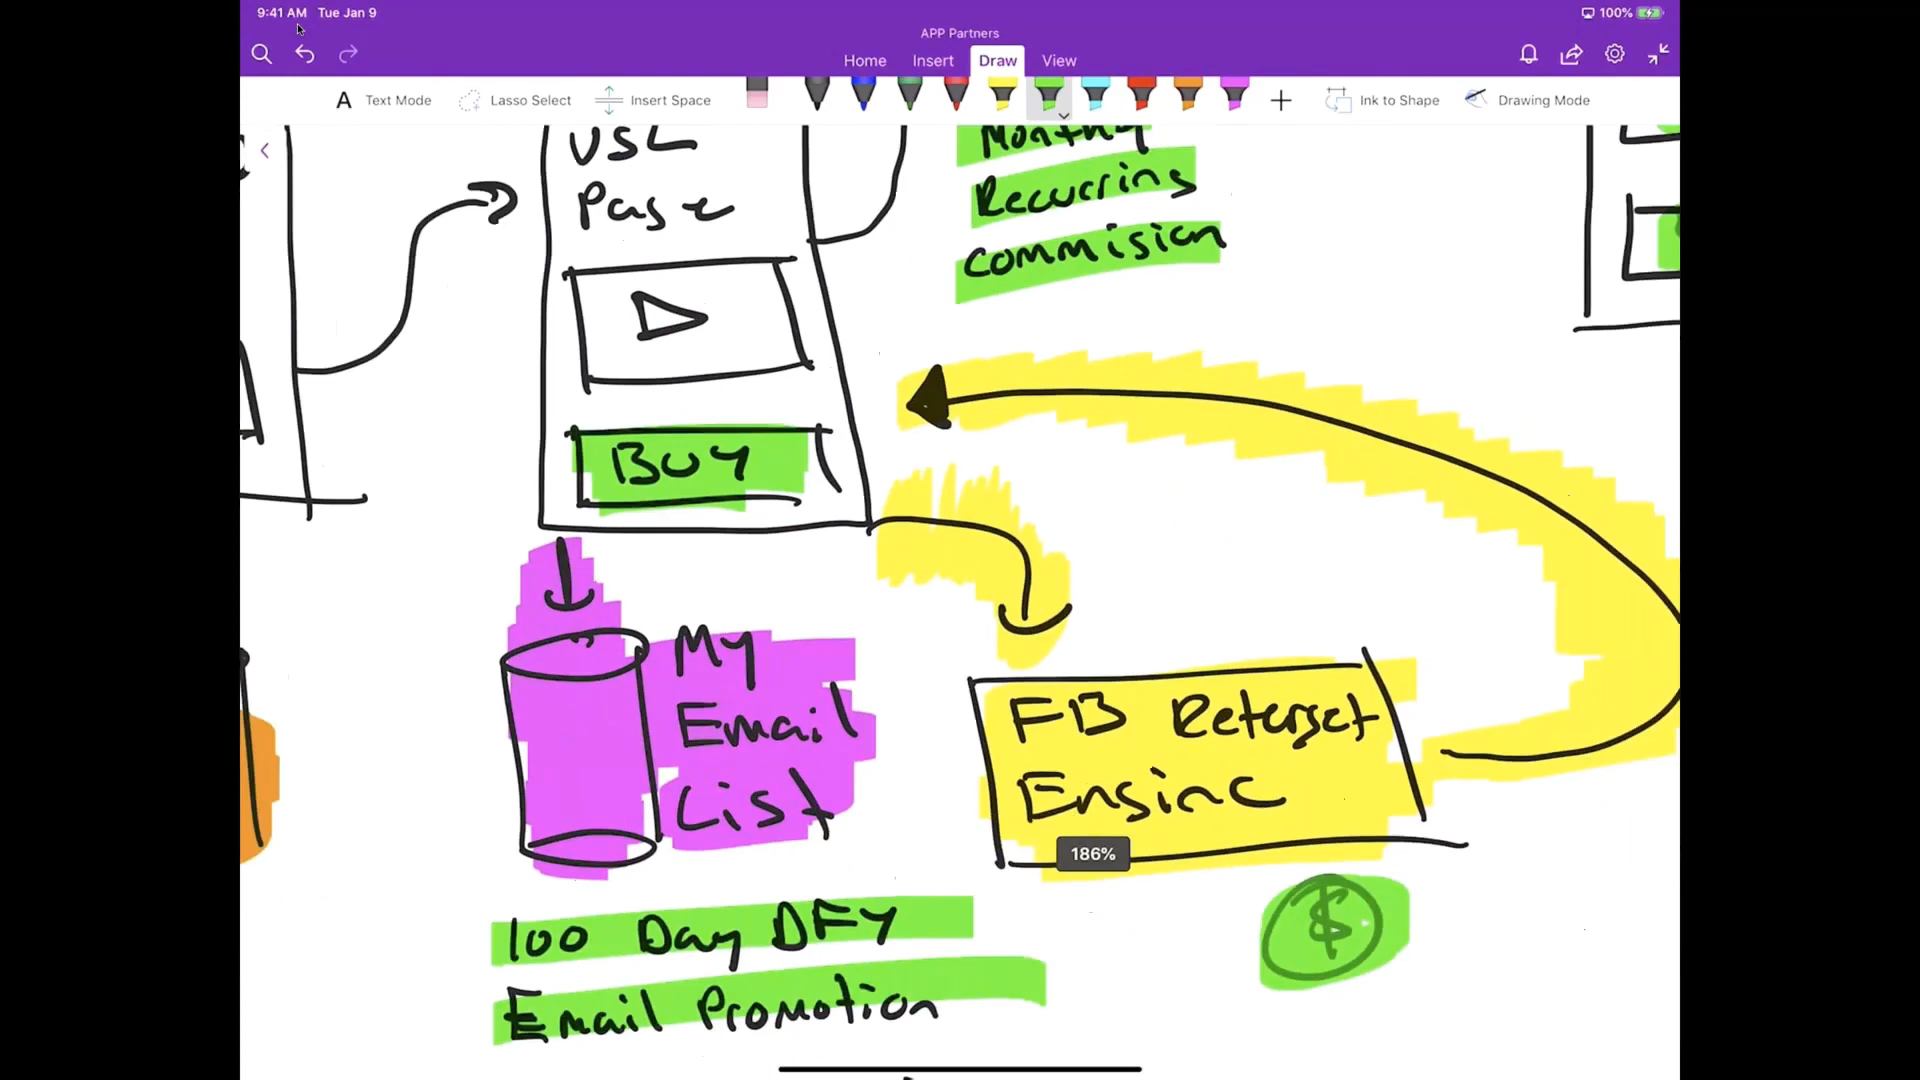 9:41 AM Tue Jan 9
100%
APP Partners
Home Insert Draw View
A Text Mode Lasso Select Insert Space Ink to Shape Drawing Mode
VSL
Page
Monthly
Recurring
Commision
BUY
My
Email
List
FB Retarget
Engine
186%
$
100 Day DFY
Email Promotion